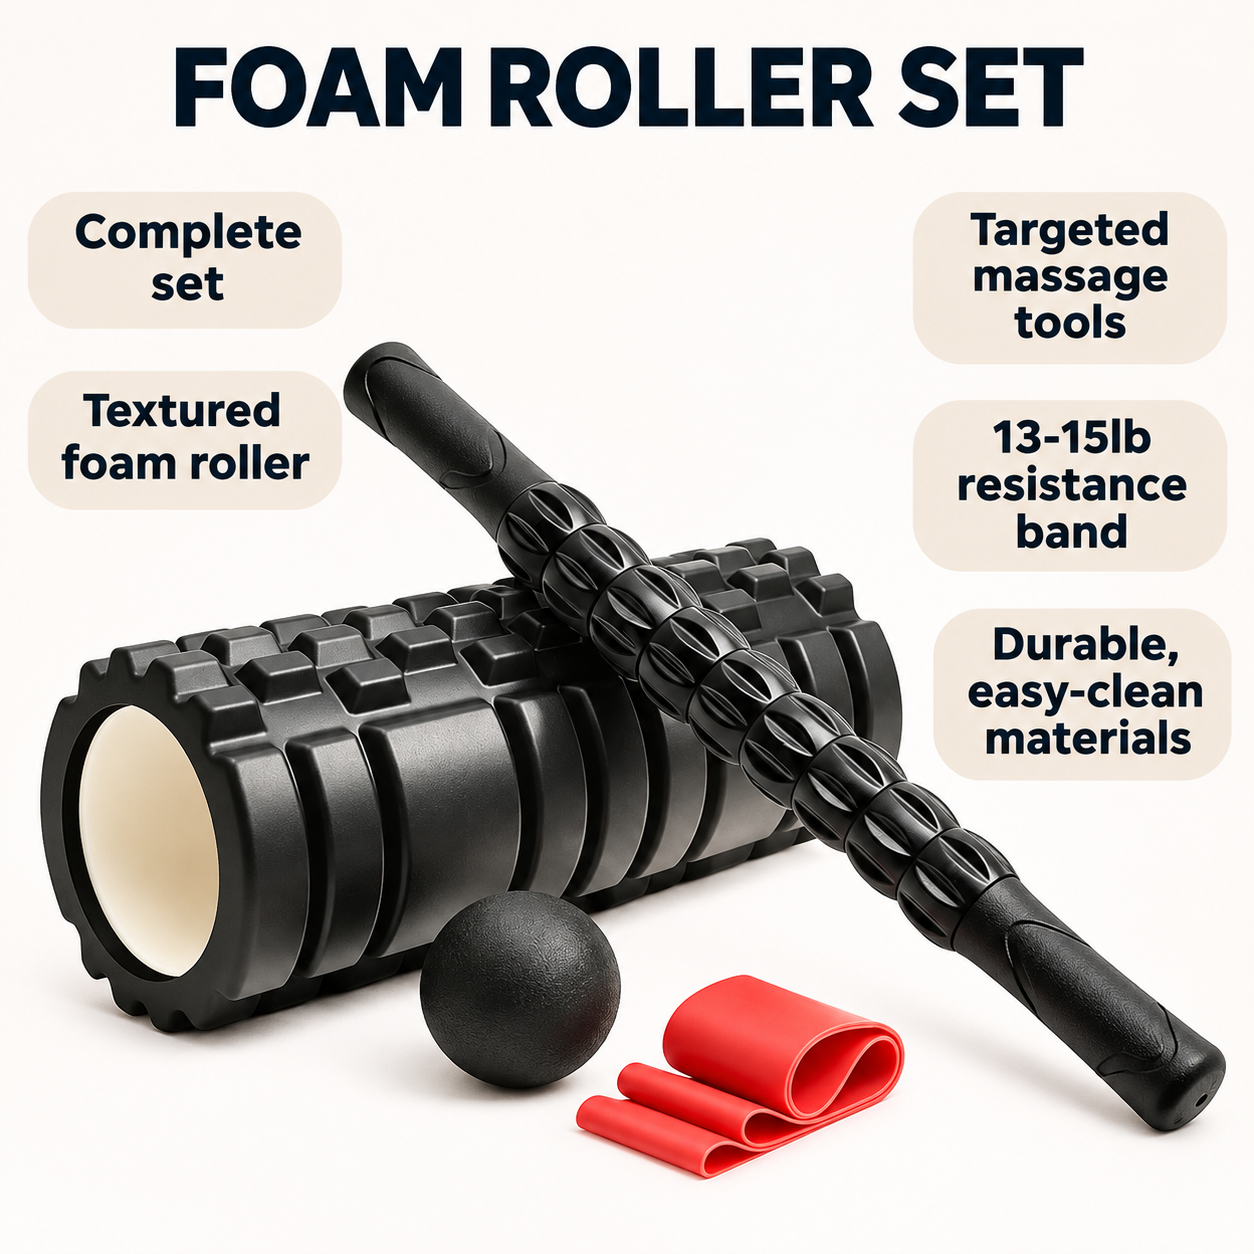 FOAM ROLLER SET
Complete
set
Textured
foam roller
Targeted
massage
tools
13-15lb
resistance
band
Durable,
easy-clean
materials